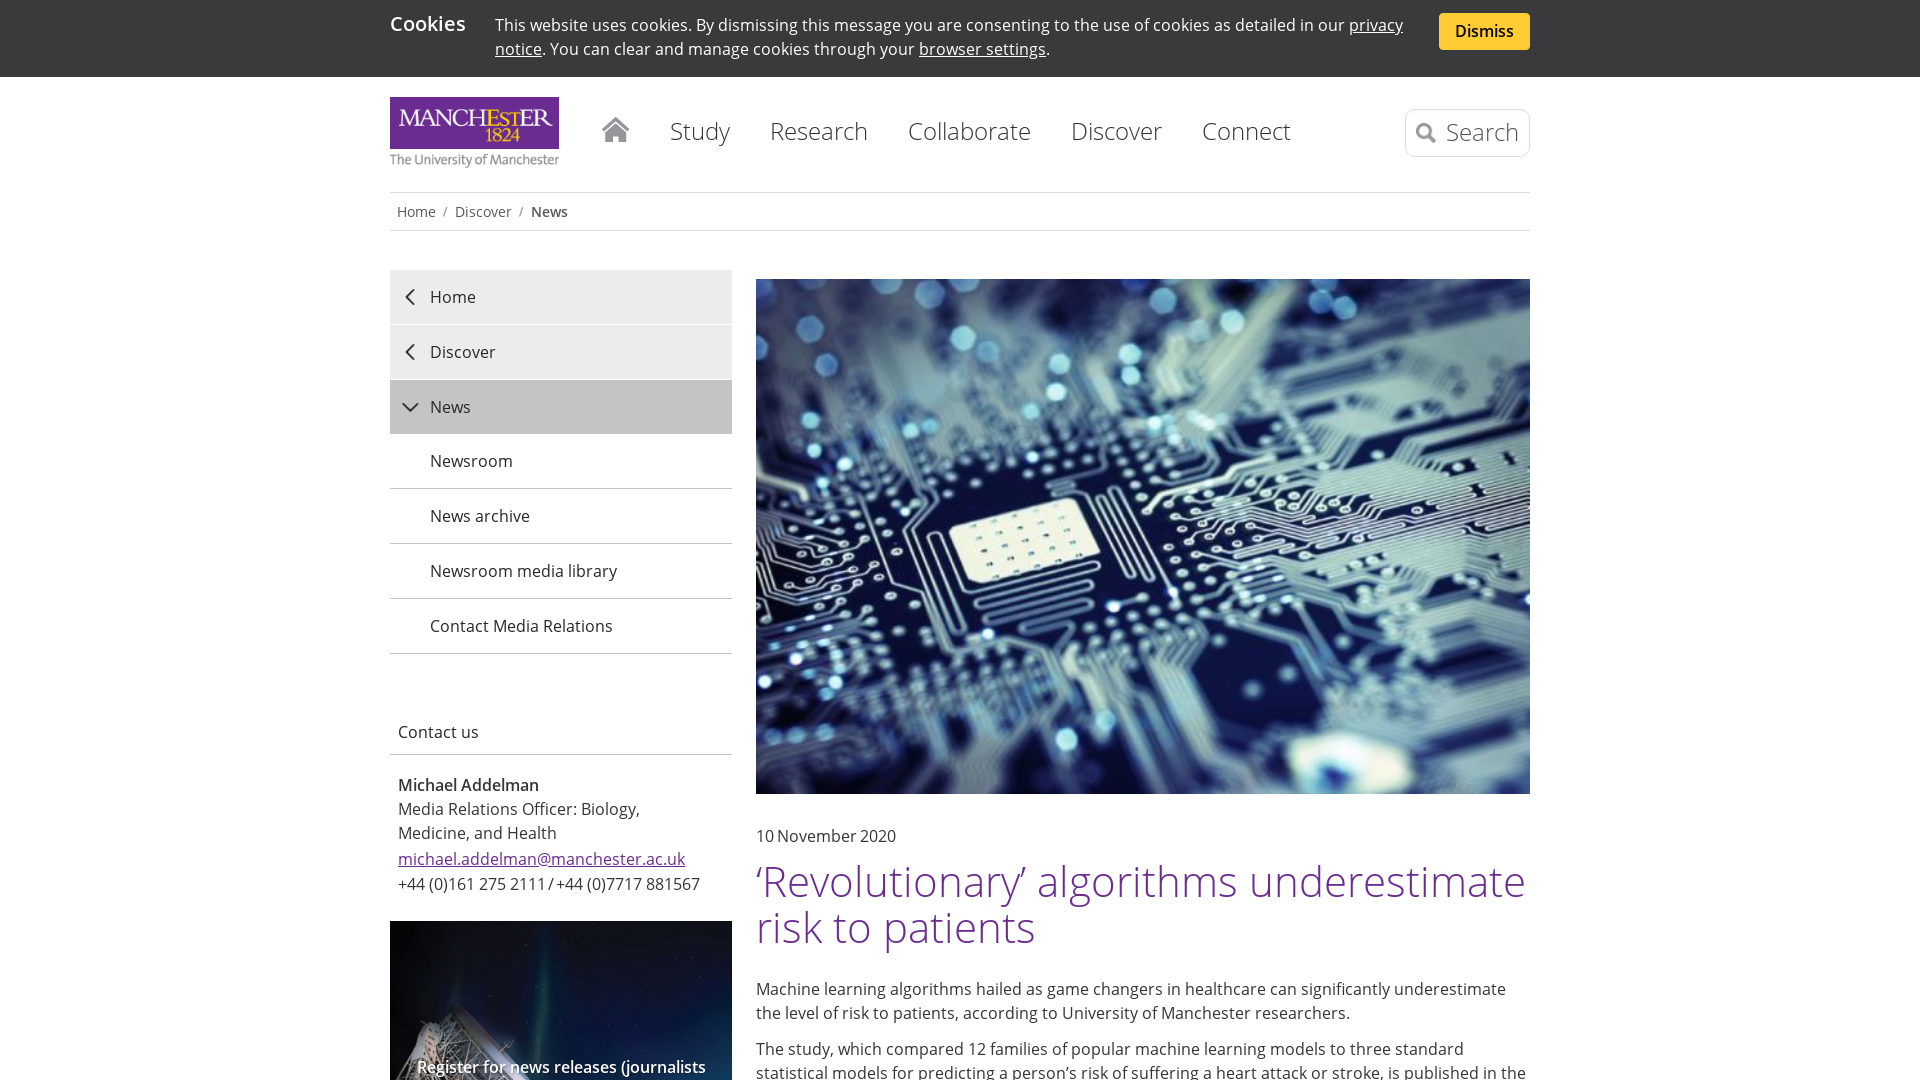 Cookies
This website uses cookies. By dismissing this message you are consenting to the use of cookies as detailed in our privacy
notice. You can clear and manage cookies through your browser settings.
Dismiss
MANCHESTER
1824
The University of Manchester
Study
Research
Collaborate
Discover
Connect
Search
Home / Discover / News
Home
Discover
News
Newsroom
News archive
Newsroom media library
Contact Media Relations
Contact us
Michael Addelman
Media Relations Officer: Biology,
Medicine, and Health
michael.addelman@manchester.ac.uk
+44 (0)161 275 2111/+44 (0)7717 881567
Register for news releases (journalists
10 November 2020
‘Revolutionary’ algorithms underestimate
risk to patients
Machine learning algorithms hailed as game changers in healthcare can significantly underestimate
the level of risk to patients, according to University of Manchester researchers.
The study, which compared 12 families of popular machine learning models to three standard
statistical models for predicting a person’s risk of suffering a heart attack or stroke, is published in the